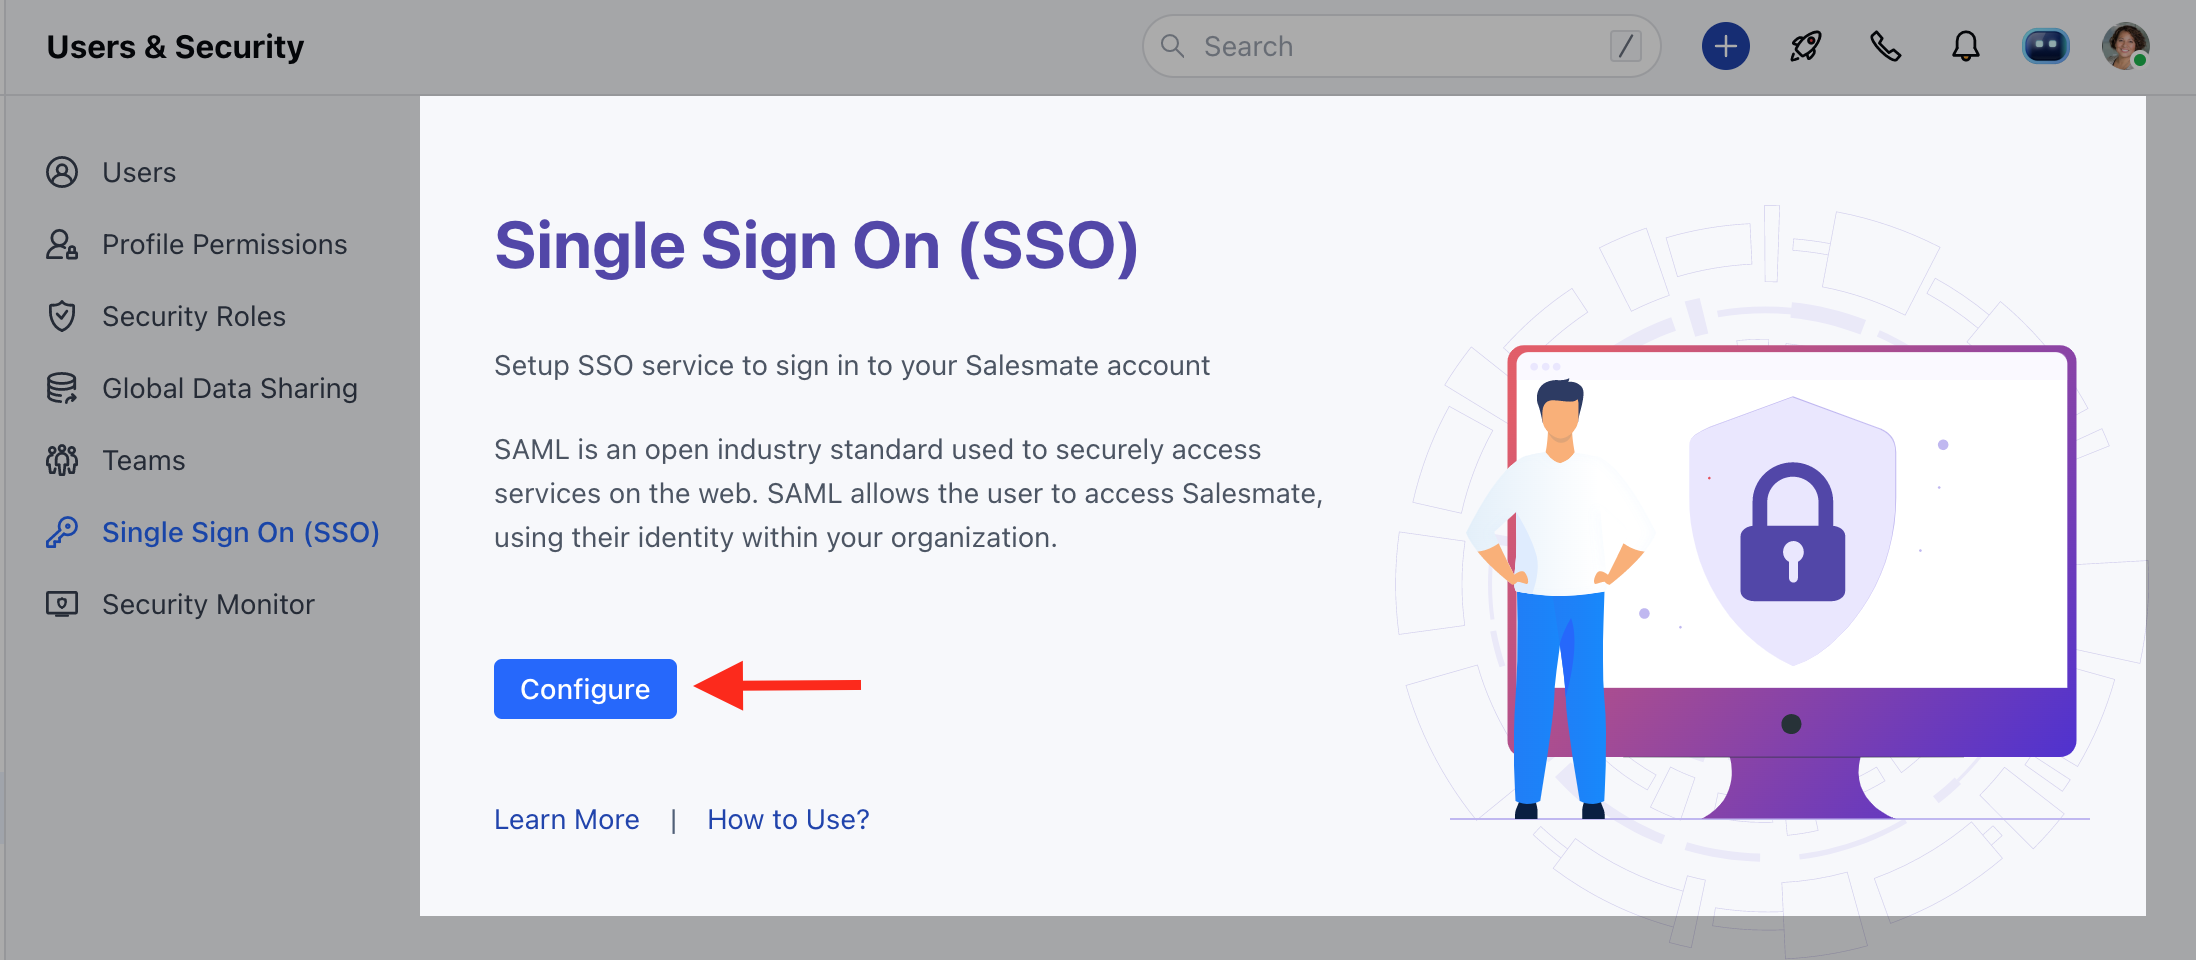 Users & Security
Search
/
Users
Profile Permissions
Security Roles
Global Data Sharing
Teams
Single Sign On (SSO)
Security Monitor
Single Sign On (SSO)
Setup SSO service to sign in to your Salesmate account
SAML is an open industry standard used to securely access
services on the web. SAML allows the user to access Salesmate,
using their identity within your organization.
Configure
Learn More | How to Use?